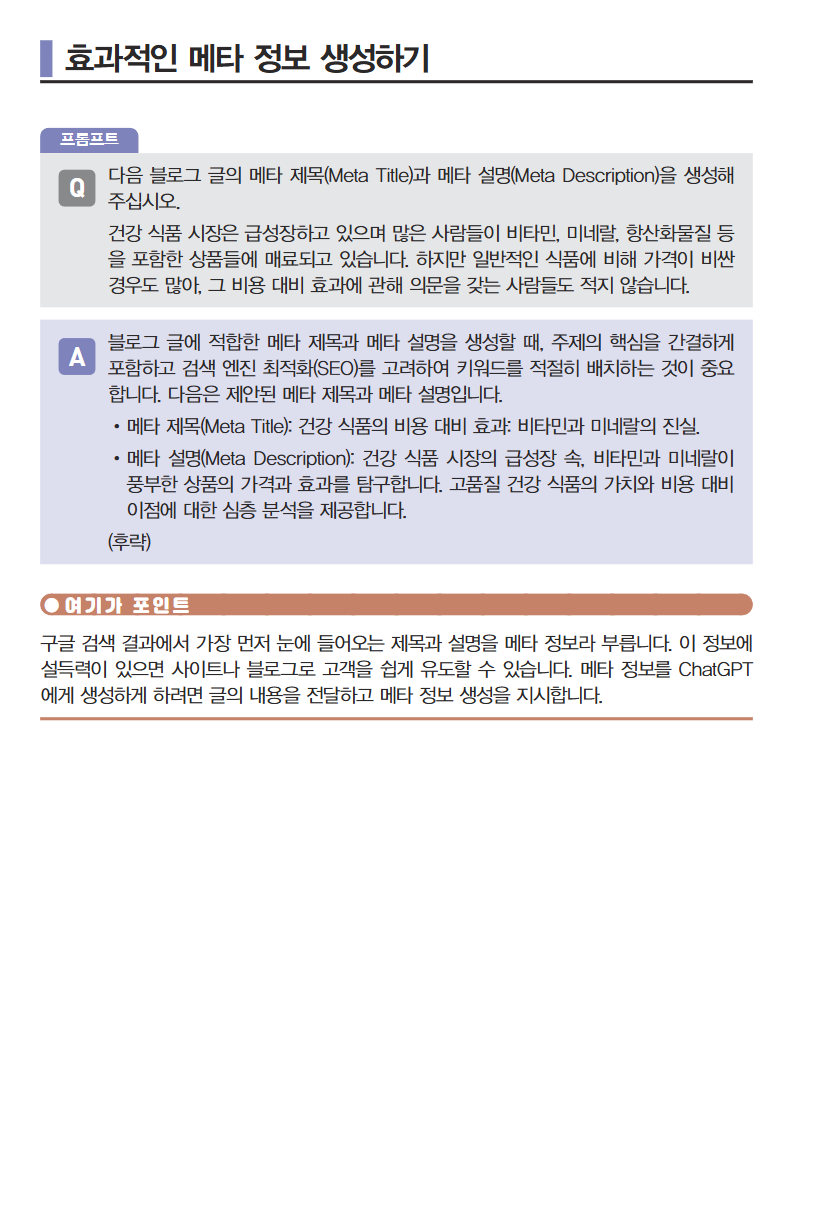 효과적인 메타 정보 생성하기
프롬프트
Q
다음 블로그 글의 메타 제목(Meta Title)과 메타 설명(Meta Description)을 생성해
주십시오.
건강 식품 시장은 급성장하고 있으며 많은 사람들이 비타민, 미네랄, 항산화물질 등
을 포함한 상품들에 매료되고 있습니다. 하지만 일반적인 식품에 비해 가격이 비싼
경우도 많아, 그 비용 대비 효과에 관해 의문을 갖는 사람들도 적지 않습니다.
A
블로그 글에 적합한 메타 제목과 메타 설명을 생성할 때, 주제의 핵심을 간결하게
포함하고 검색 엔진 최적화(SEO)를 고려하여 키워드를 적절히 배치하는 것이 중요
합니다. 다음은 제안된 메타 제목과 메타 설명입니다.
• 메타 제목(Meta Title): 건강 식품의 비용 대비 효과: 비타민과 미네랄의 진실.
• 메타 설명(Meta Description): 건강 식품 시장의 급성장 속, 비타민과 미네랄이
풍부한 상품의 가격과 효과를 탐구합니다. 고품질 건강 식품의 가치와 비용 대비
이점에 대한 심층 분석을 제공합니다.
(후략)
여기가 포인트
구글 검색 결과에서 가장 먼저 눈에 들어오는 제목과 설명을 메타 정보라 부릅니다. 이 정보에
설득력이 있으면 사이트나 블로그로 고객을 쉽게 유도할 수 있습니다. 메타 정보를 ChatGPT
에게 생성하게 하려면 글의 내용을 전달하고 메타 정보 생성을 지시합니다.